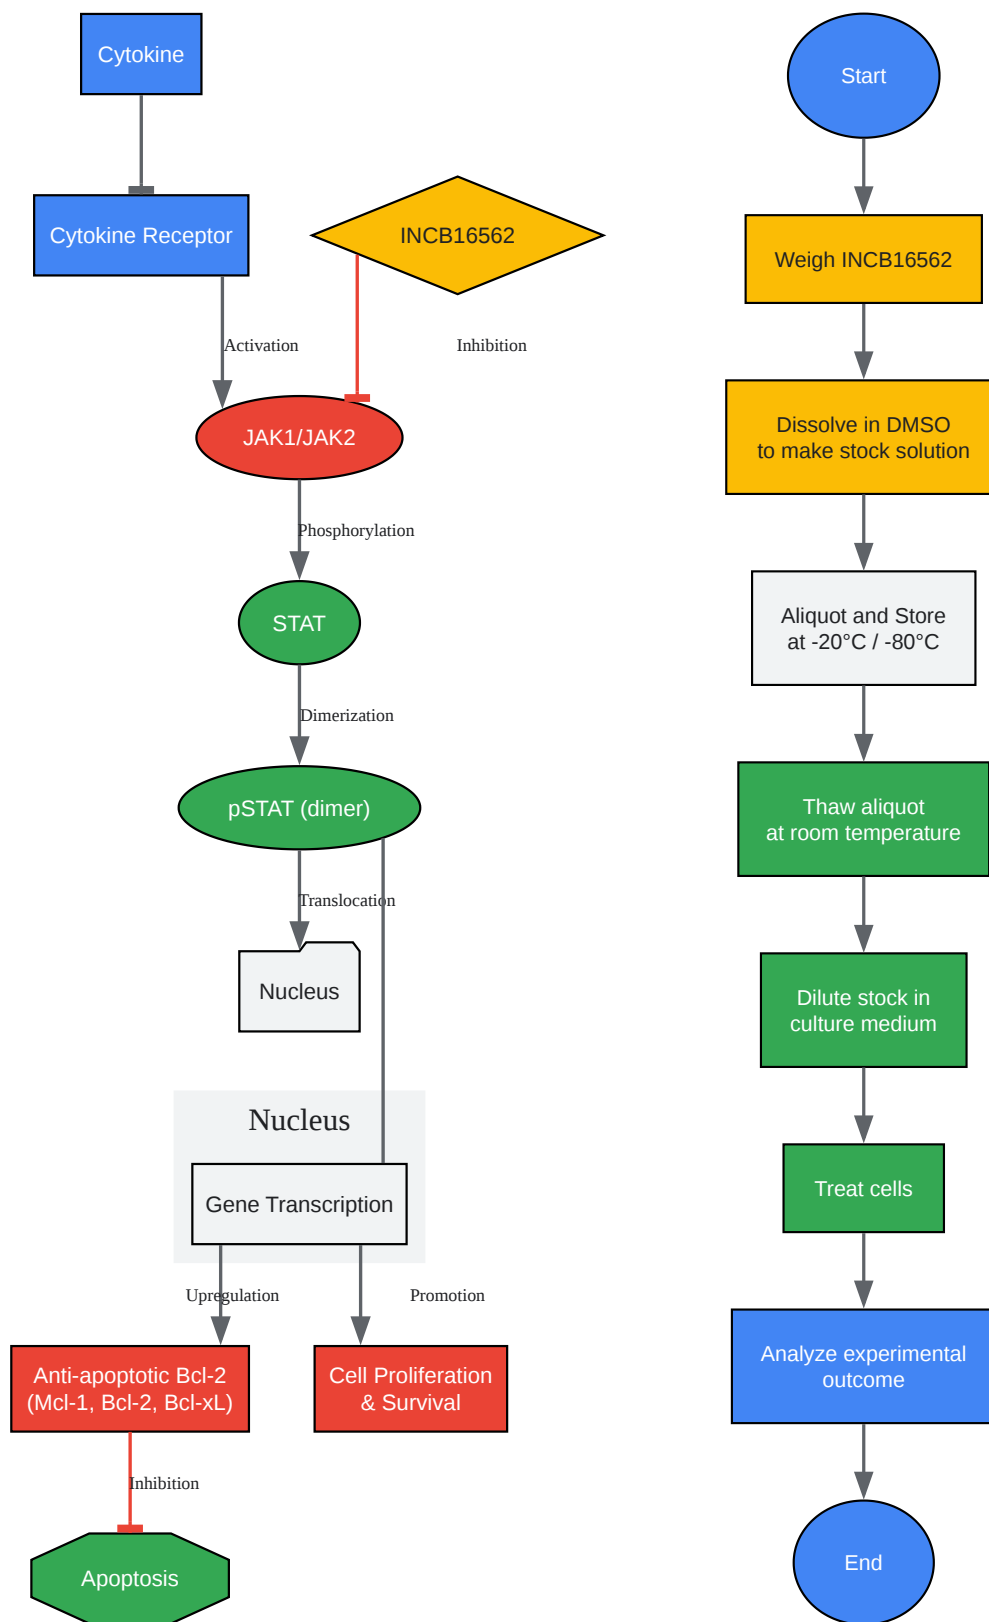 Cytokine
Cytokine Receptor
INCB16562
Activation
Inhibition
JAK1/JAK2
Phosphorylation
STAT
Dimerization
pSTAT (dimer)
Translocation
Nucleus
Nucleus
Gene Transcription
Upregulation
Promotion
Anti-apoptotic Bcl-2
(Mcl-1, Bcl-2, Bcl-xL)
Cell Proliferation
& Survival
Inhibition
Apoptosis
Start
Weigh INCB16562
Dissolve in DMSO
to make stock solution
Aliquot and Store
at -20°C / -80°C
Thaw aliquot
at room temperature
Dilute stock in
culture medium
Treat cells
Analyze experimental
outcome
End